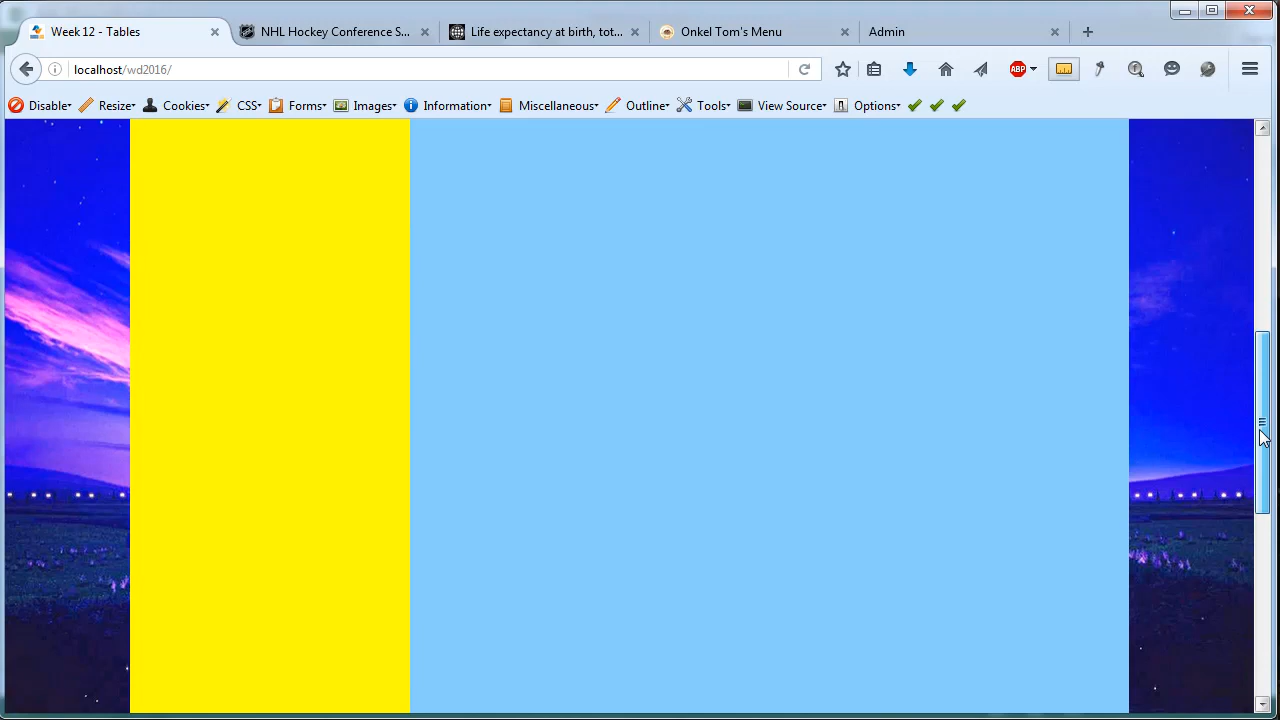 Week 12 - Tables
NHL Hockey Conference S...
Life expectancy at birth, tot...
Onkel Tom's Menu
Admin
localhost/wd2016/
ABP
Disable
Resize
Cookies
CSS
Forms
Images
Information
Miscellaneous
Outline
Tools
View Source
Options